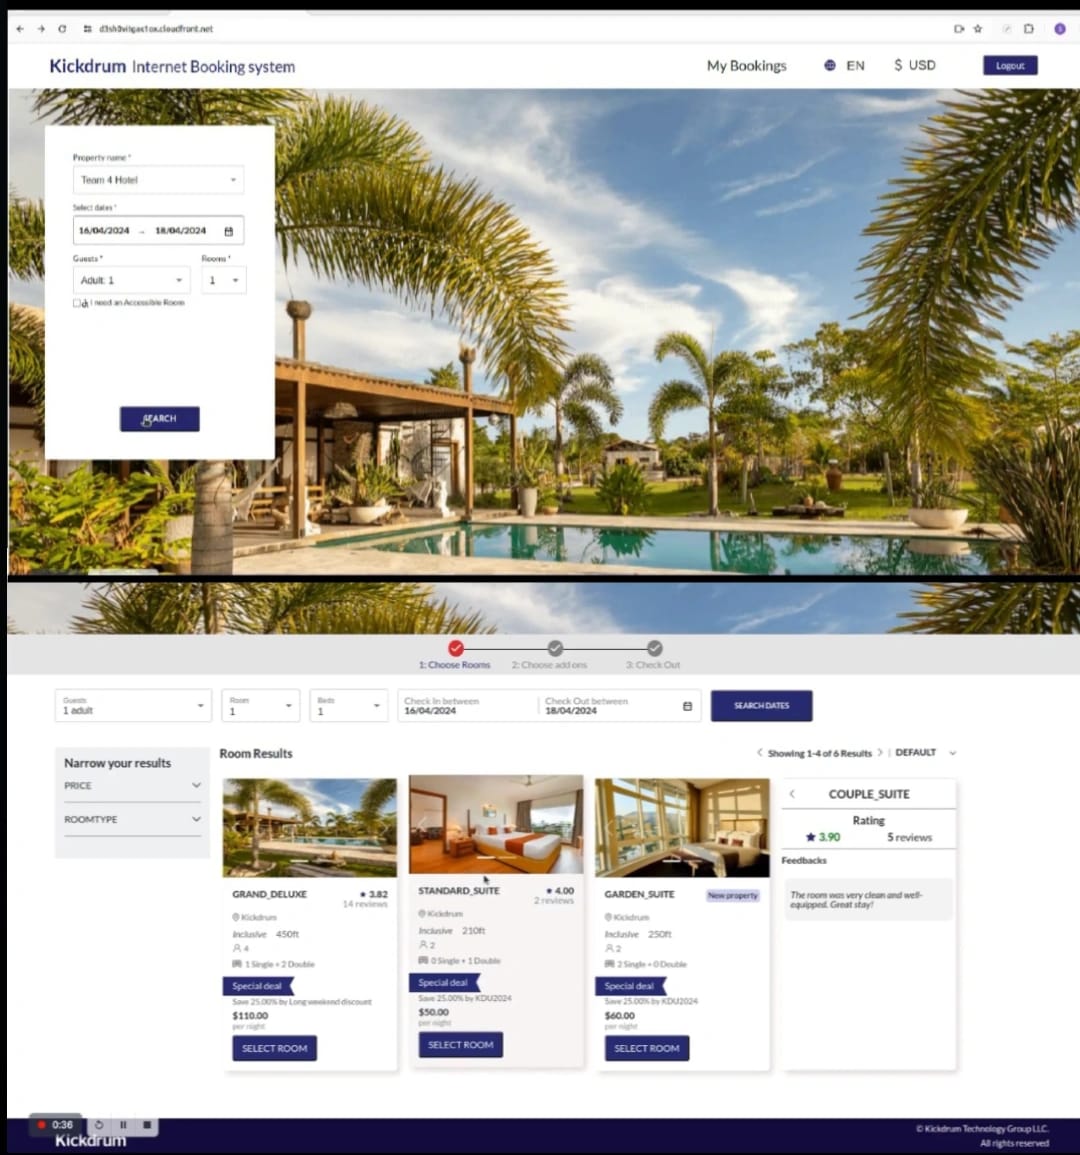 Kickdrum Internet Booking system
My Bookings
EN
$ USD
Logout
Property name *
Team 4 Hotel
Select dates *
16/04/2024 → 18/04/2024
Guests *
Rooms *
Adult: 1
1
I need an Accessible Room
SEARCH
1: Choose Rooms
2: Choose add ons
3: Check Out
Guests
1 adult
Room
1
Beds
1
Check In between
16/04/2024
Check Out between
18/04/2024
SEARCH DATES
Narrow your results
PRICE
ROOMTYPE
Room Results
Showing 1-4 of 6 Results
| DEFAULT
GRAND_DELUXE
3.82
14 reviews
Kickdrum
Inclusive 450ft
4
1 Single + 2 Double
Special deal
Save 25.00% by Long weekend discount
$110.00
per night
SELECT ROOM
STANDARD_SUITE
4.00
2 reviews
Kickdrum
Inclusive 210ft
2
0 Single + 1 Double
Special deal
Save 25.00% by KDU2024
$50.00
per night
SELECT ROOM
GARDEN_SUITE
New property
Kickdrum
Inclusive 250ft
2
2 Single + 0 Double
Special deal
Save 25.00% by KDU2024
$60.00
per night
SELECT ROOM
COUPLE_SUITE
Rating
3.90
5 reviews
Feedbacks
The room was very clean and well-
equipped. Great stay!
0:36
Kickdrum
© Kickdrum Technology Group LLC.
All rights reserved